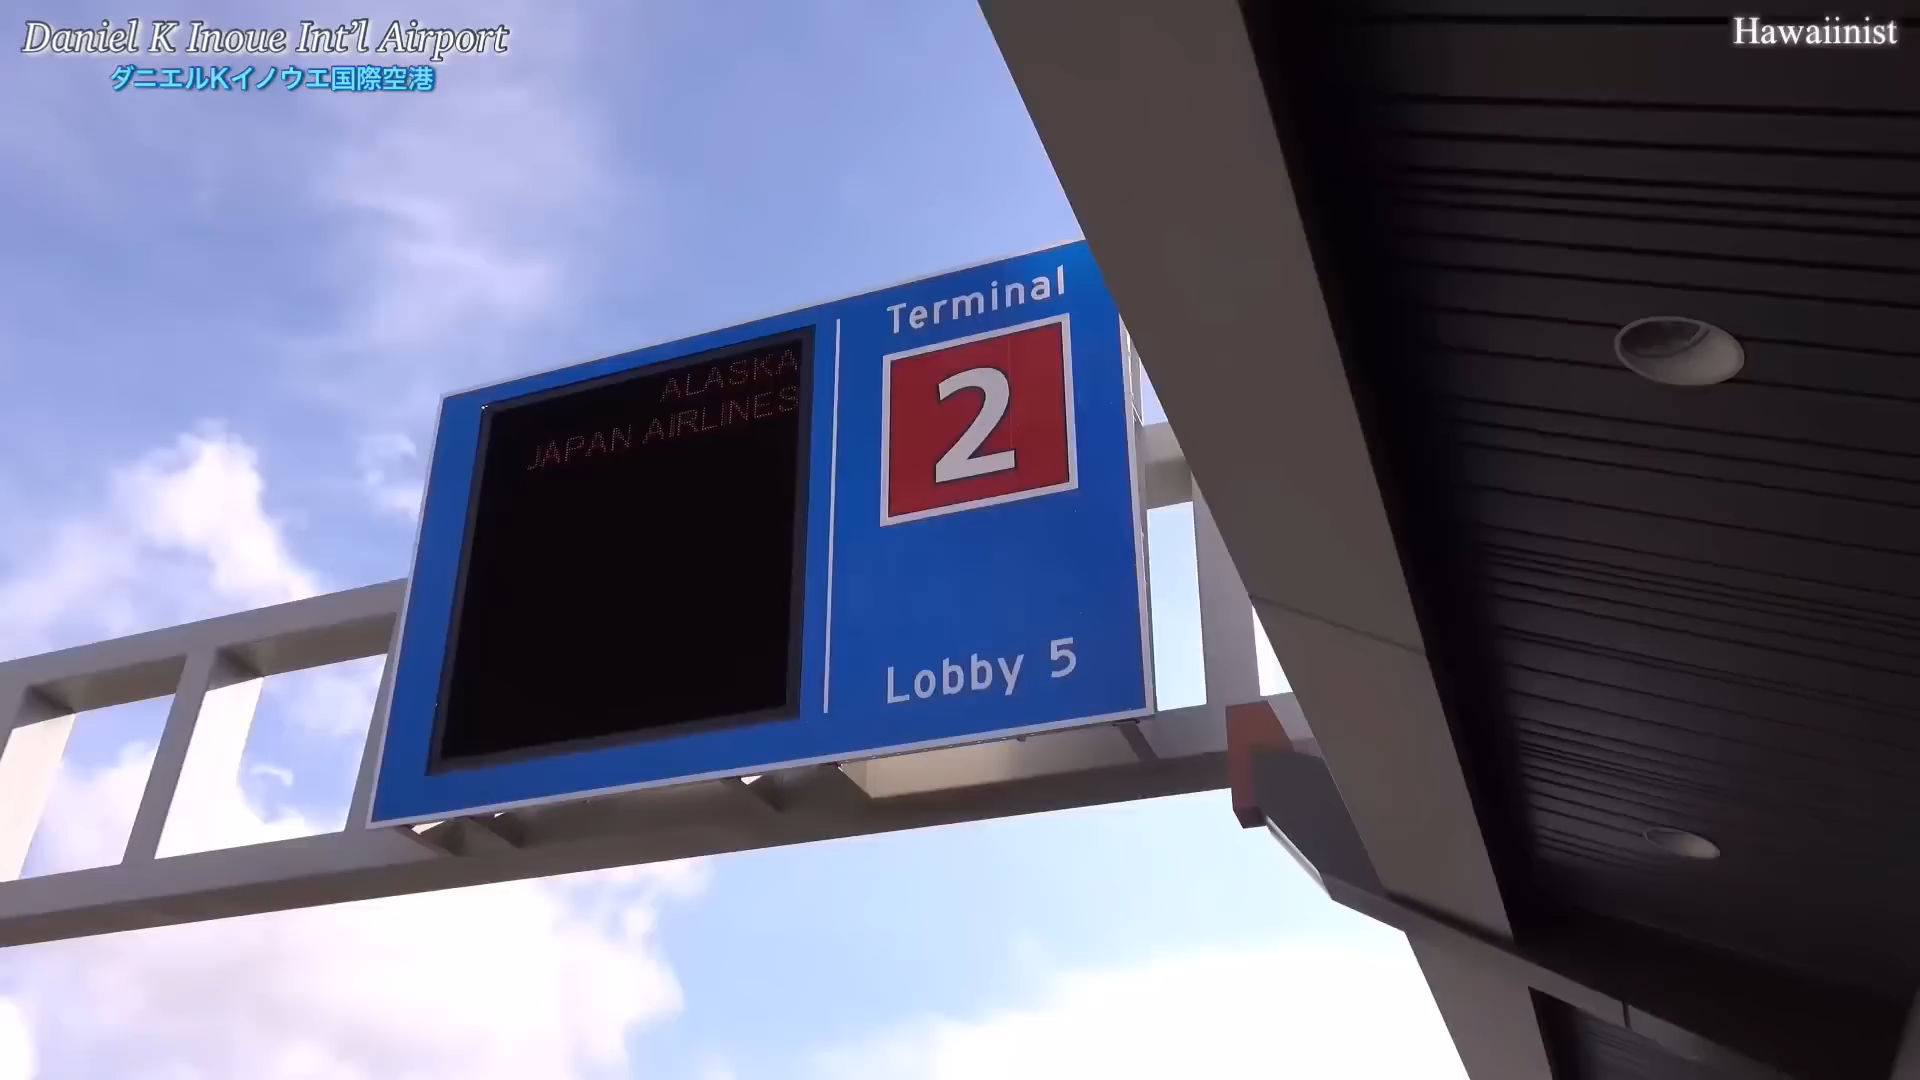 Daniel K Inoue Int'l Airport
ダニエルKイノウエ国際空港
Hawaiinist
ALASKA
JAPAN AIRLINES
Terminal
2
Lobby 5